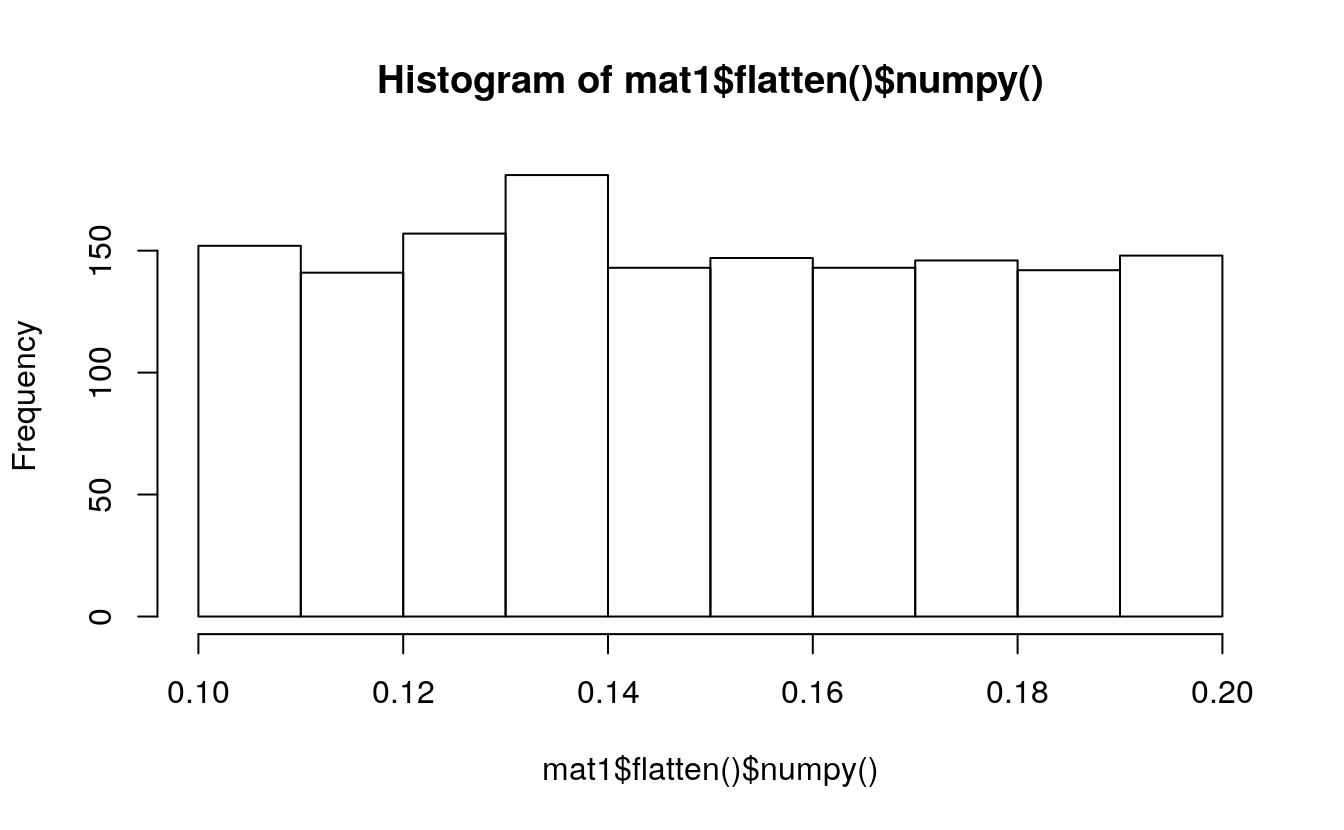 Histogram of mat1$flatten()$numpy()
Frequency
150
100
50
0
0.10 0.12 0.14 0.16 0.18 0.20
mat1$flatten()$numpy()